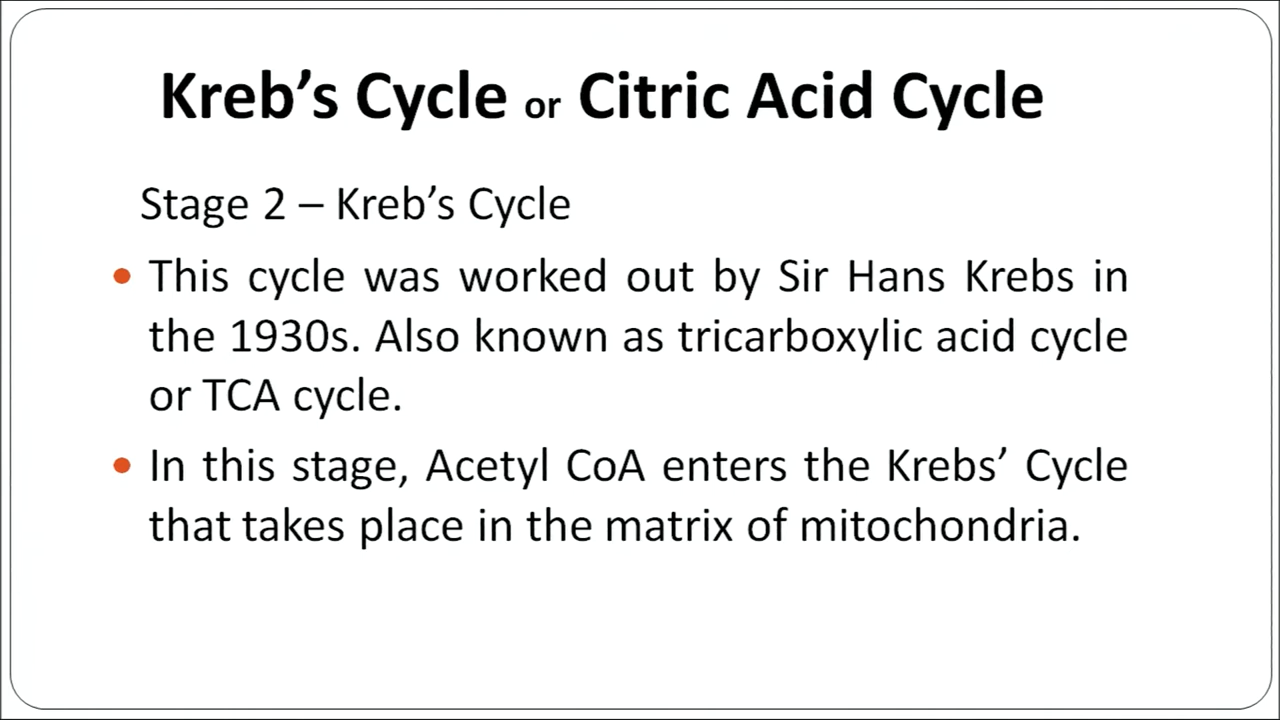 Kreb’s Cycle or Citric Acid Cycle
Stage 2 – Kreb’s Cycle
• This cycle was worked out by Sir Hans Krebs in
the 1930s. Also known as tricarboxylic acid cycle
or TCA cycle.
• In this stage, Acetyl CoA enters the Krebs’ Cycle
that takes place in the matrix of mitochondria.